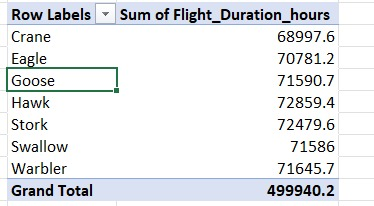 Row Labels Sum of Flight_Duration_hours
Crane 68997.6
Eagle 70781.2
Goose 71590.7
Hawk 72859.4
Stork 72479.6
Swallow 71586
Warbler 71645.7
Grand Total 499940.2